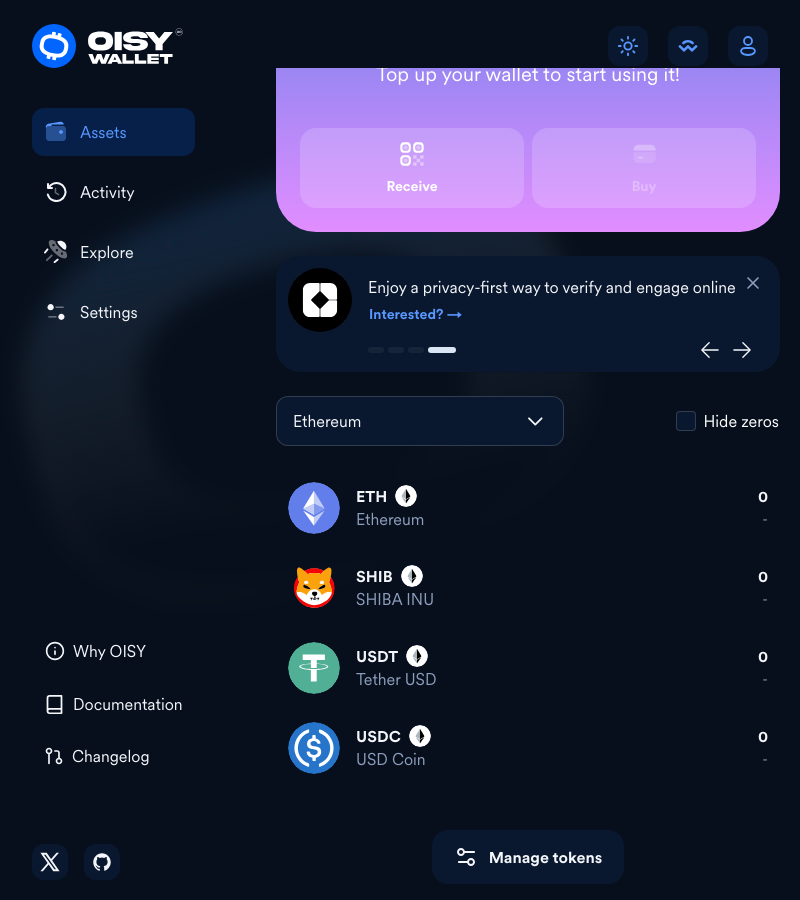 OISY
WALLET
Top up your wallet to start using it!
Assets
Receive
Buy
Activity
Explore
Enjoy a privacy-first way to verify and engage online
Interested? →
Settings
Ethereum
Hide zeros
ETH
0
Ethereum
-
SHIB
0
SHIBA INU
-
Why OISY
USDT
0
Tether USD
-
Documentation
USDC
0
USD Coin
-
Changelog
Manage tokens